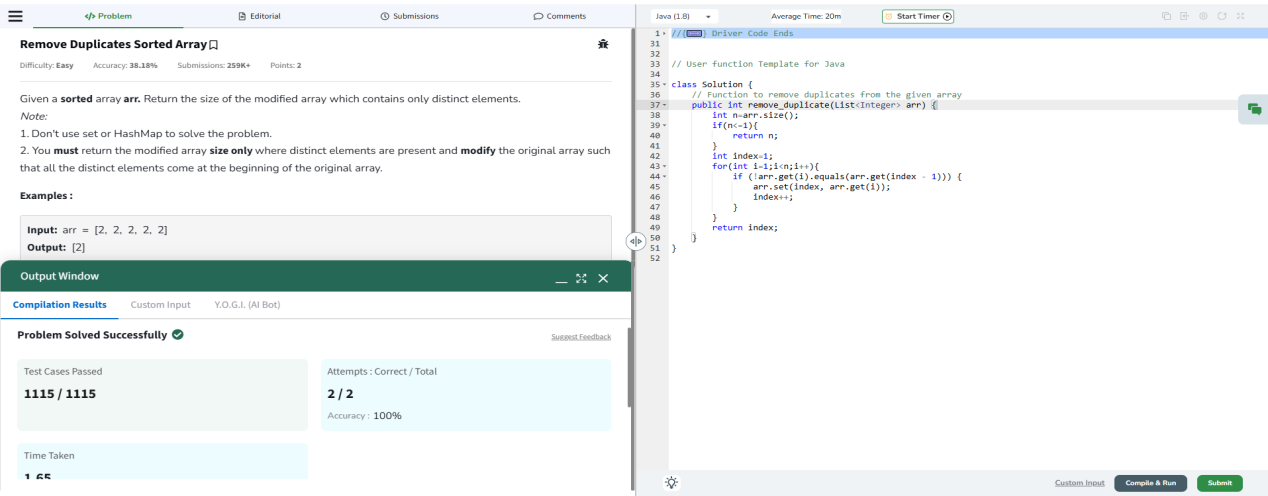 Problem
Editorial
Submissions
Comments
Remove Duplicates Sorted Array
Difficulty: Easy Accuracy: 38.18% Submissions: 259K+ Points: 2
Given a sorted array arr. Return the size of the modified array which contains only distinct elements.
Note:
1. Don't use set or HashMap to solve the problem.
2. You must return the modified array size only where distinct elements are present and modify the original array such
that all the distinct elements come at the beginning of the original array.
Examples :
Input: arr = [2, 2, 2, 2, 2]
Output: [2]
Output Window
Compilation Results Custom Input Y.O.G.I. (AI Bot)
Problem Solved Successfully
Suggest Feedback
Test Cases Passed
1115 / 1115
Attempts : Correct / Total
2 / 2
Accuracy : 100%
Time Taken
1.65
Java (1.8)
Average Time: 20m
Start Timer
1 //{...} Driver Code Ends
31
32
33 // User function Template for Java
34
35 class Solution {
36 // Function to remove duplicates from the given array
37 public int remove_duplicate(List<Integer> arr) {
38 int n=arr.size();
39 if(n<=1){
40 return n;
41 }
42 int index=1;
43 for(int i=1;i<n;i++){
44 if (!arr.get(i).equals(arr.get(index - 1))) {
45 arr.set(index, arr.get(i));
46 index++;
47 }
48 }
49 return index;
50 }
51 }
52
Custom Input
Compile & Run
Submit